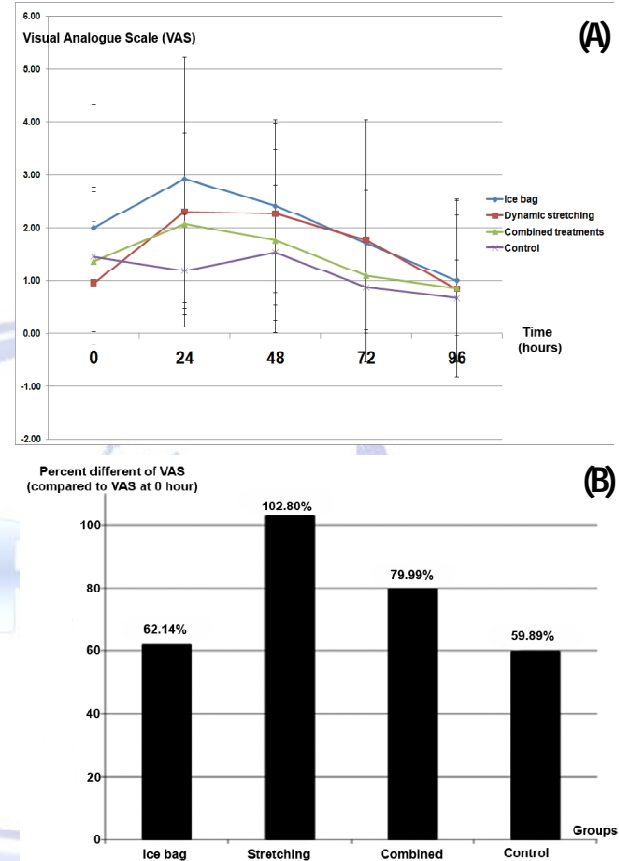 6.00
Visual Analogue Scale (VAS)
(A)
5.00
4.00
3.00
Ice bag
Dynamic stretching
2.00
Combined treatments
Control
1.00
0.00
Time
(hours)
0 24 48 72 96
-1.00
-2.00
Percent different of VAS
(compared to VAS at 0 hour)
(B)
102.80%
100
79.99%
80
62.14%
59.89%
60
40
20
0
Groups
Ice bag Stretching Combined Control